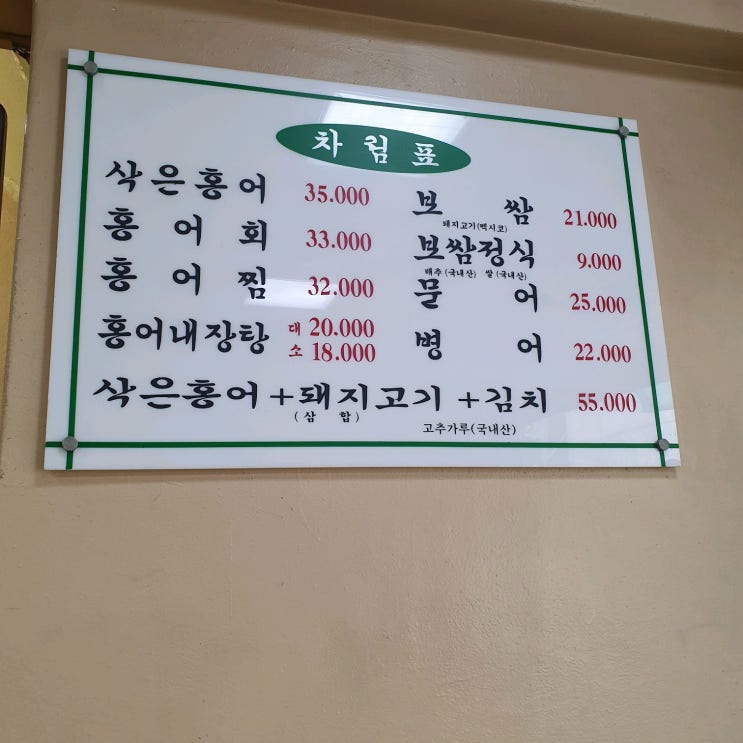 차림표
삭은홍어 35.000
홍어회 33.000
홍어찜 32.000
홍어내장탕 대 20.000
소 18.000
보쌈 21.000
돼지고기(멕시코)
보쌈정식 9.000
배추(국내산) 쌀(국내산)
문어 25.000
병어 22.000
삭은홍어+돼지고기+김치 55.000
(삼합)
고추가루(국내산)